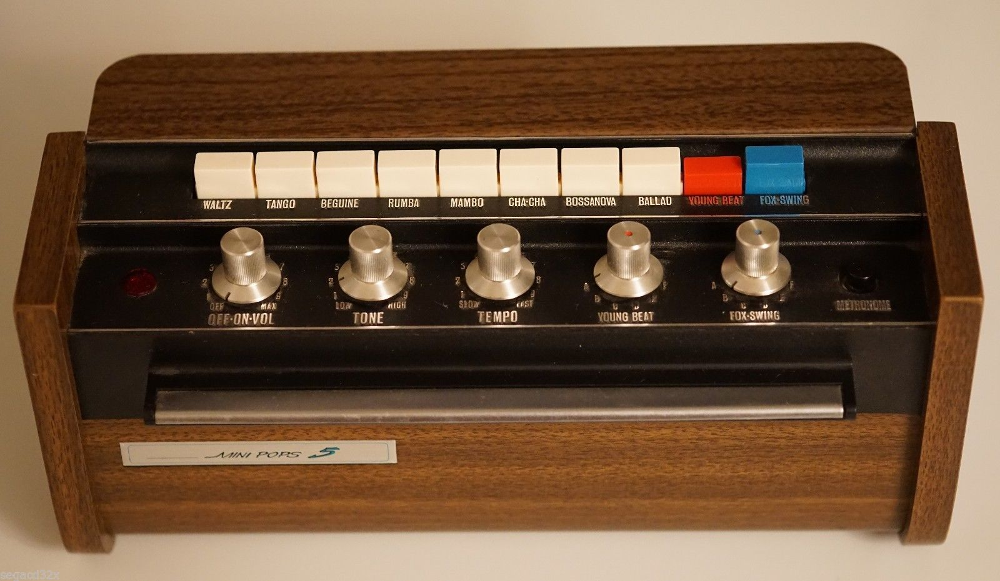 WALTZ TANGO BEGUINE RUMBA MAMBO CHA-CHA BOSSANOVA BALLAD YOUNG BEAT FOX-SWING
3 7 3 7 3
2 8 2 8 2 8
1 9 1 9 1 A F A F
OFF MAX LOW HIGH SLOW FAST B C D E B C D E METRONOME
OFF-ON-VOL TONE TEMPO YOUNG BEAT FOX-SWING
MINI POPS 5
segacd32x